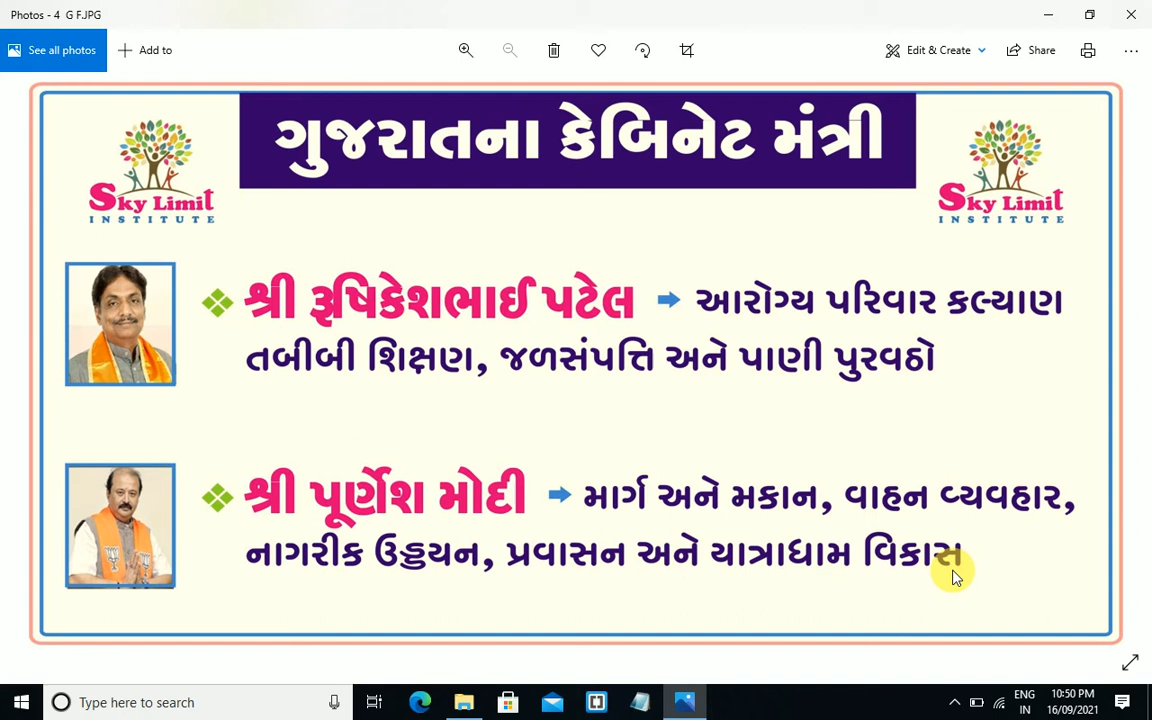 Photos - 4 G F.JPG
See all photos
Add to
Edit & Create
Share
ગુજરાતના કેબિનેટ મંત્રી
Sky Limit
INSTITUTE
Sky Limit
INSTITUTE
શ્રી રૂષિકેશભાઈ પટેલ ➡ આરોગ્ય પરિવાર કલ્યાણ
તબીબી શિક્ષણ, જળસંપત્તિ અને પાણી પુરવઠો
શ્રી પૂર્ણેશ મોદી ➡ માર્ગ અને મકાન, વાહન વ્યવહાર,
નાગરીક ઉડ્ડયન, પ્રવાસન અને યાત્રાધામ વિકાસ
Type here to search
ENG
IN
10:50 PM
16/09/2021